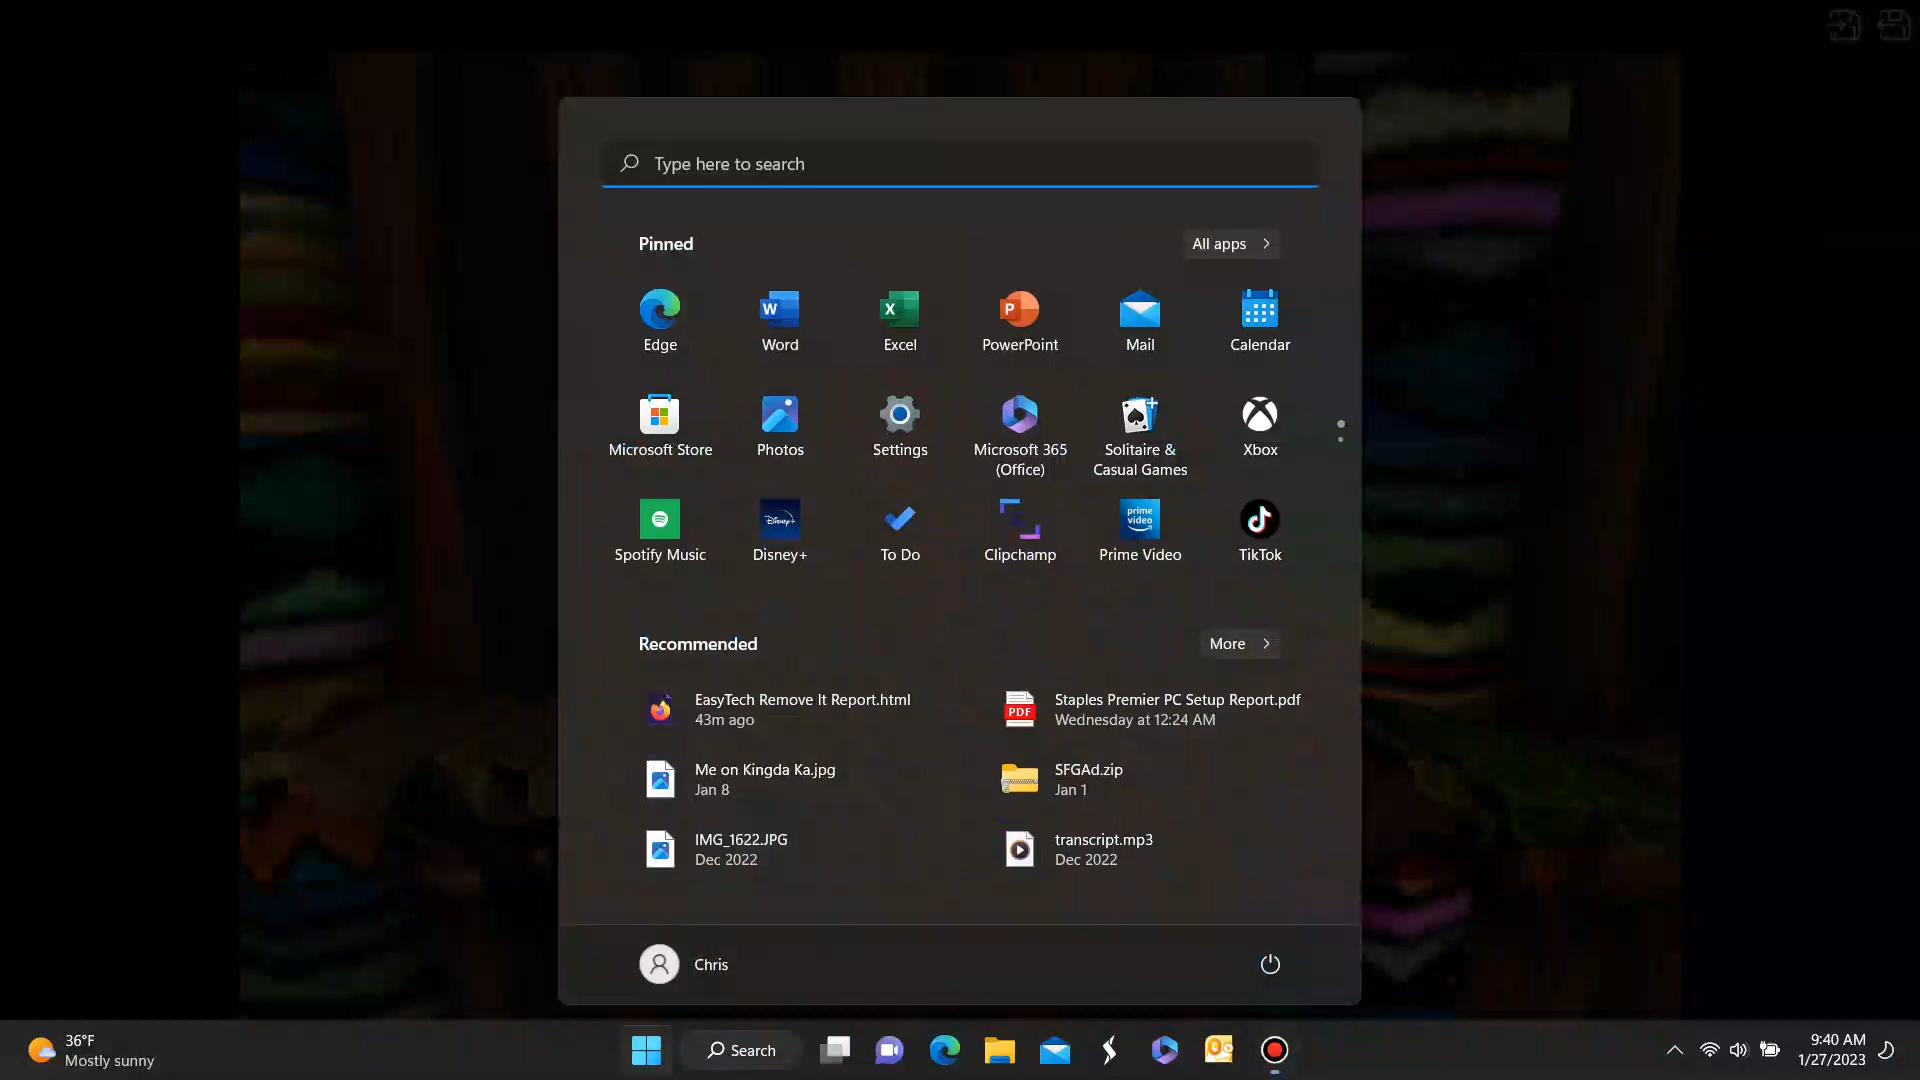 Type here to search
Pinned
All apps
Edge
Word
Excel
PowerPoint
Mail
Calendar
Microsoft Store
Photos
Settings
Microsoft 365
(Office)
Solitaire &
Casual Games
Xbox
Spotify Music
Disney+
To Do
Clipchamp
prime
video
Prime Video
TikTok
Recommended
More
EasyTech Remove It Report.html
43m ago
PDF
Staples Premier PC Setup Report.pdf
Wednesday at 12:24 AM
Me on Kingda Ka.jpg
Jan 8
SFGAd.zip
Jan 1
IMG_1622.JPG
Dec 2022
transcript.mp3
Dec 2022
Chris
36°F
Mostly sunny
Search
9:40 AM
1/27/2023